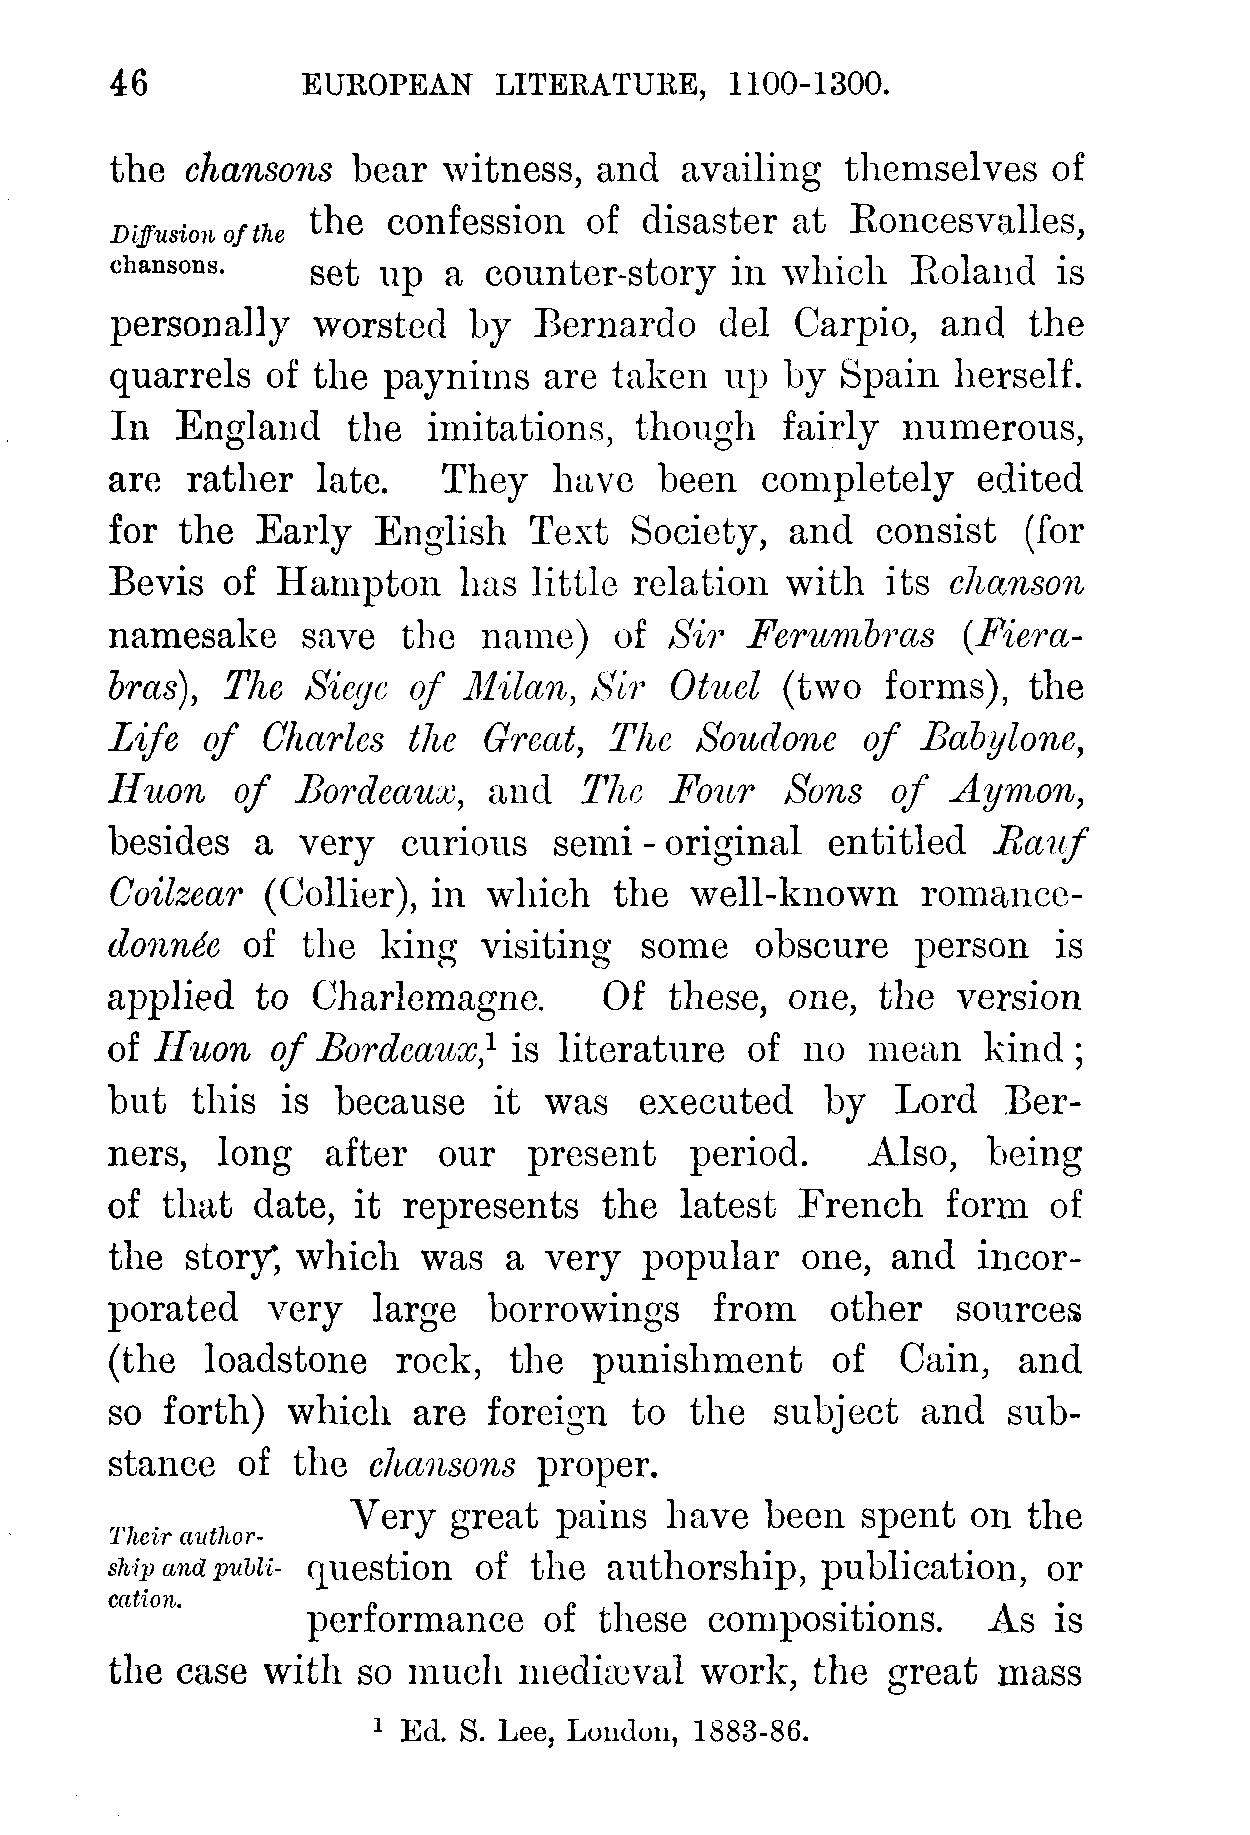 46 EUROPEAN LITERATURE, 1100-1300.
the chansons bear witness, and availing themselves of
Diffusion of the
chansons.
the confession of disaster at Roncesvalles,
set up a counter-story in which Roland is
personally worsted by Bernardo del Carpio, and the
quarrels of the paynims are taken up by Spain herself.
In England the imitations, though fairly numerous,
are rather late. They have been completely edited
for the Early English Text Society, and consist (for
Bevis of Hampton has little relation with its chanson
namesake save the name) of Sir Ferumbras (Fiera-
bras), The Siege of Milan, Sir Otuel (two forms), the
Life of Charles the Great, The Soudone of Babylone,
Huon of Bordeaux, and The Four Sons of Aymon,
besides a very curious semi-original entitled Rauf
Coilzear (Collier), in which the well-known romance-
donnée of the king visiting some obscure person is
applied to Charlemagne. Of these, one, the version
of Huon of Bordeaux,¹ is literature of no mean kind;
but this is because it was executed by Lord Ber-
ners, long after our present period. Also, being
of that date, it represents the latest French form of
the story, which was a very popular one, and incor-
porated very large borrowings from other sources
(the loadstone rock, the punishment of Cain, and
so forth) which are foreign to the subject and sub-
stance of the chansons proper.
Their author-
ship and publi-
cation.
Very great pains have been spent on the
question of the authorship, publication, or
performance of these compositions. As is
the case with so much mediæval work, the great mass
¹ Ed. S. Lee, London, 1883-86.